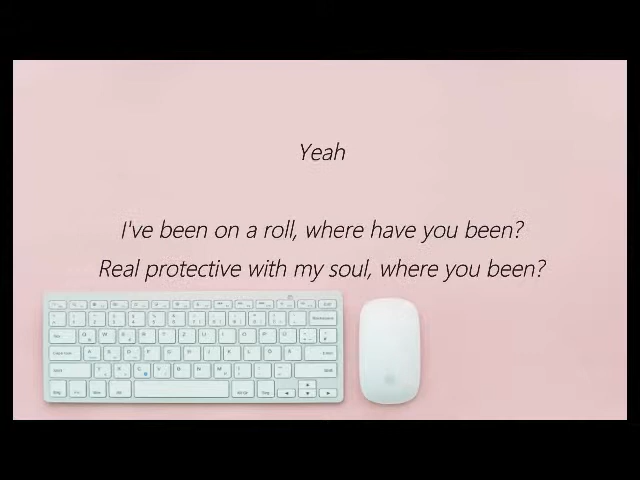 Yeah
I've been on a roll, where have you been?
Real protective with my soul, where you been?